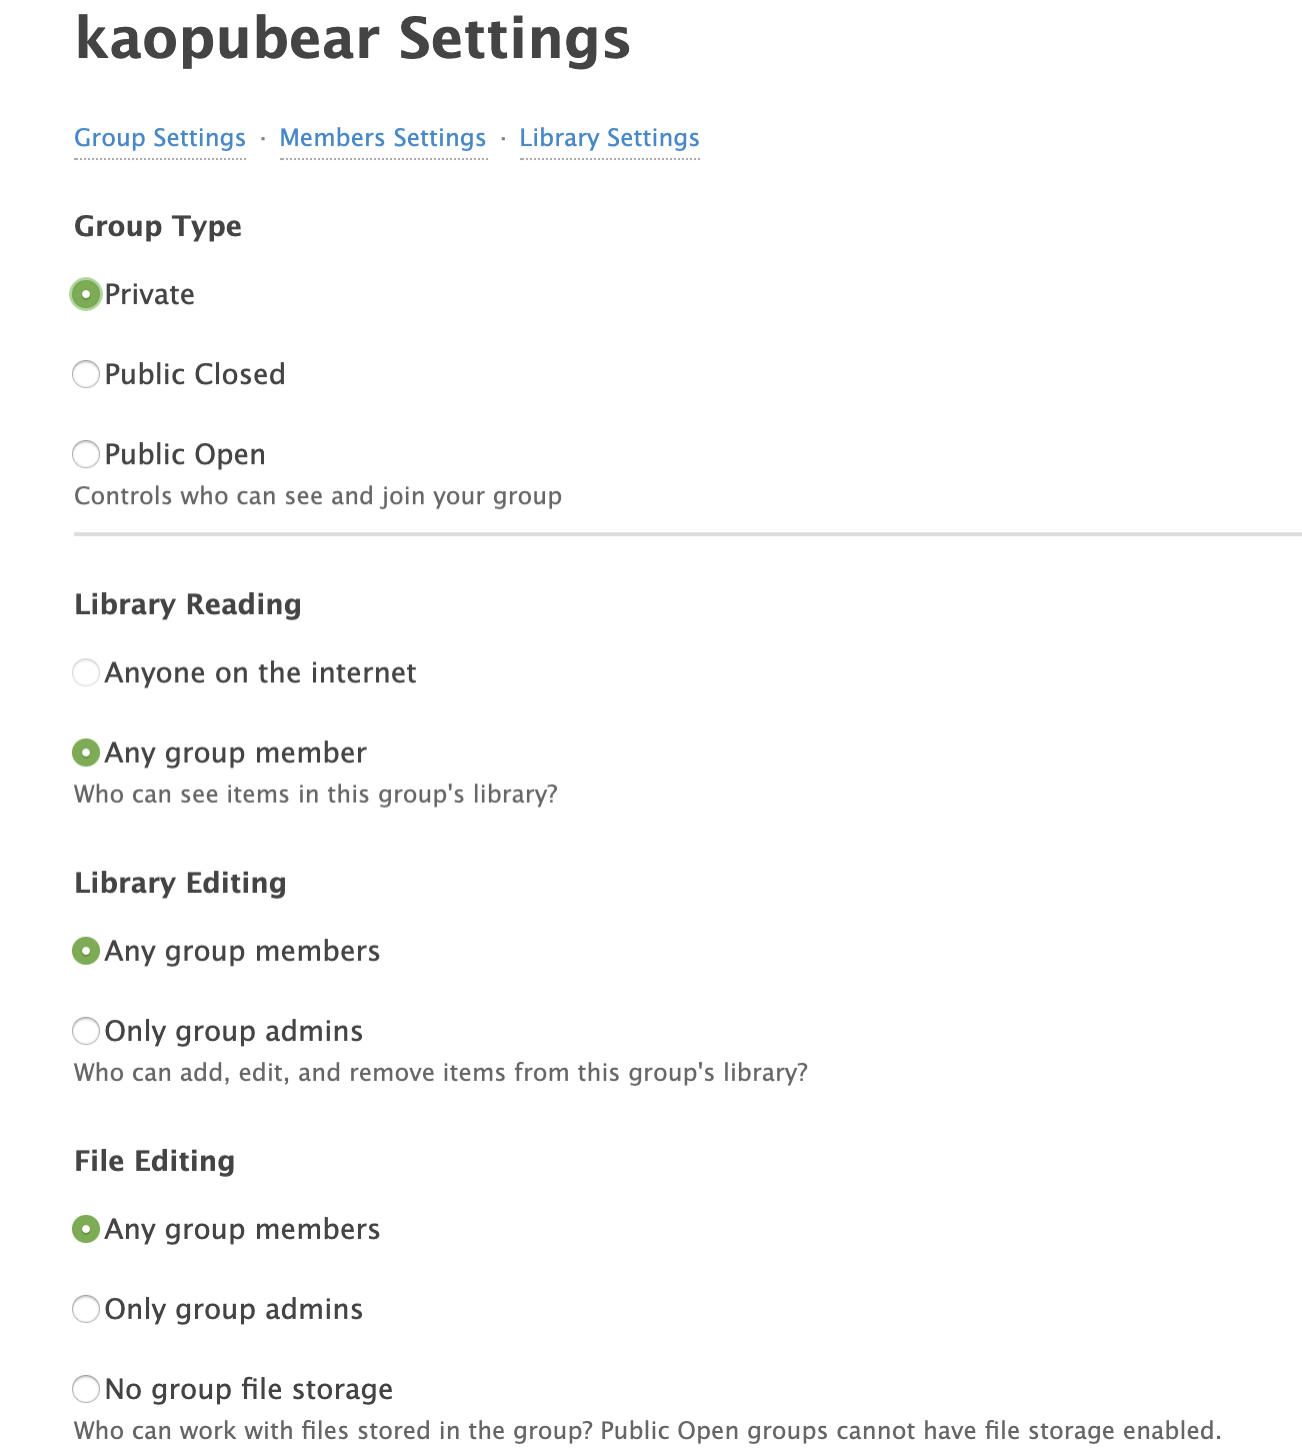 kaopubear Settings
Group Settings · Members Settings · Library Settings
Group Type
Private
Public Closed
Public Open
Controls who can see and join your group
Library Reading
Anyone on the internet
Any group member
Who can see items in this group's library?
Library Editing
Any group members
Only group admins
Who can add, edit, and remove items from this group's library?
File Editing
Any group members
Only group admins
No group file storage
Who can work with files stored in the group? Public Open groups cannot have file storage enabled.